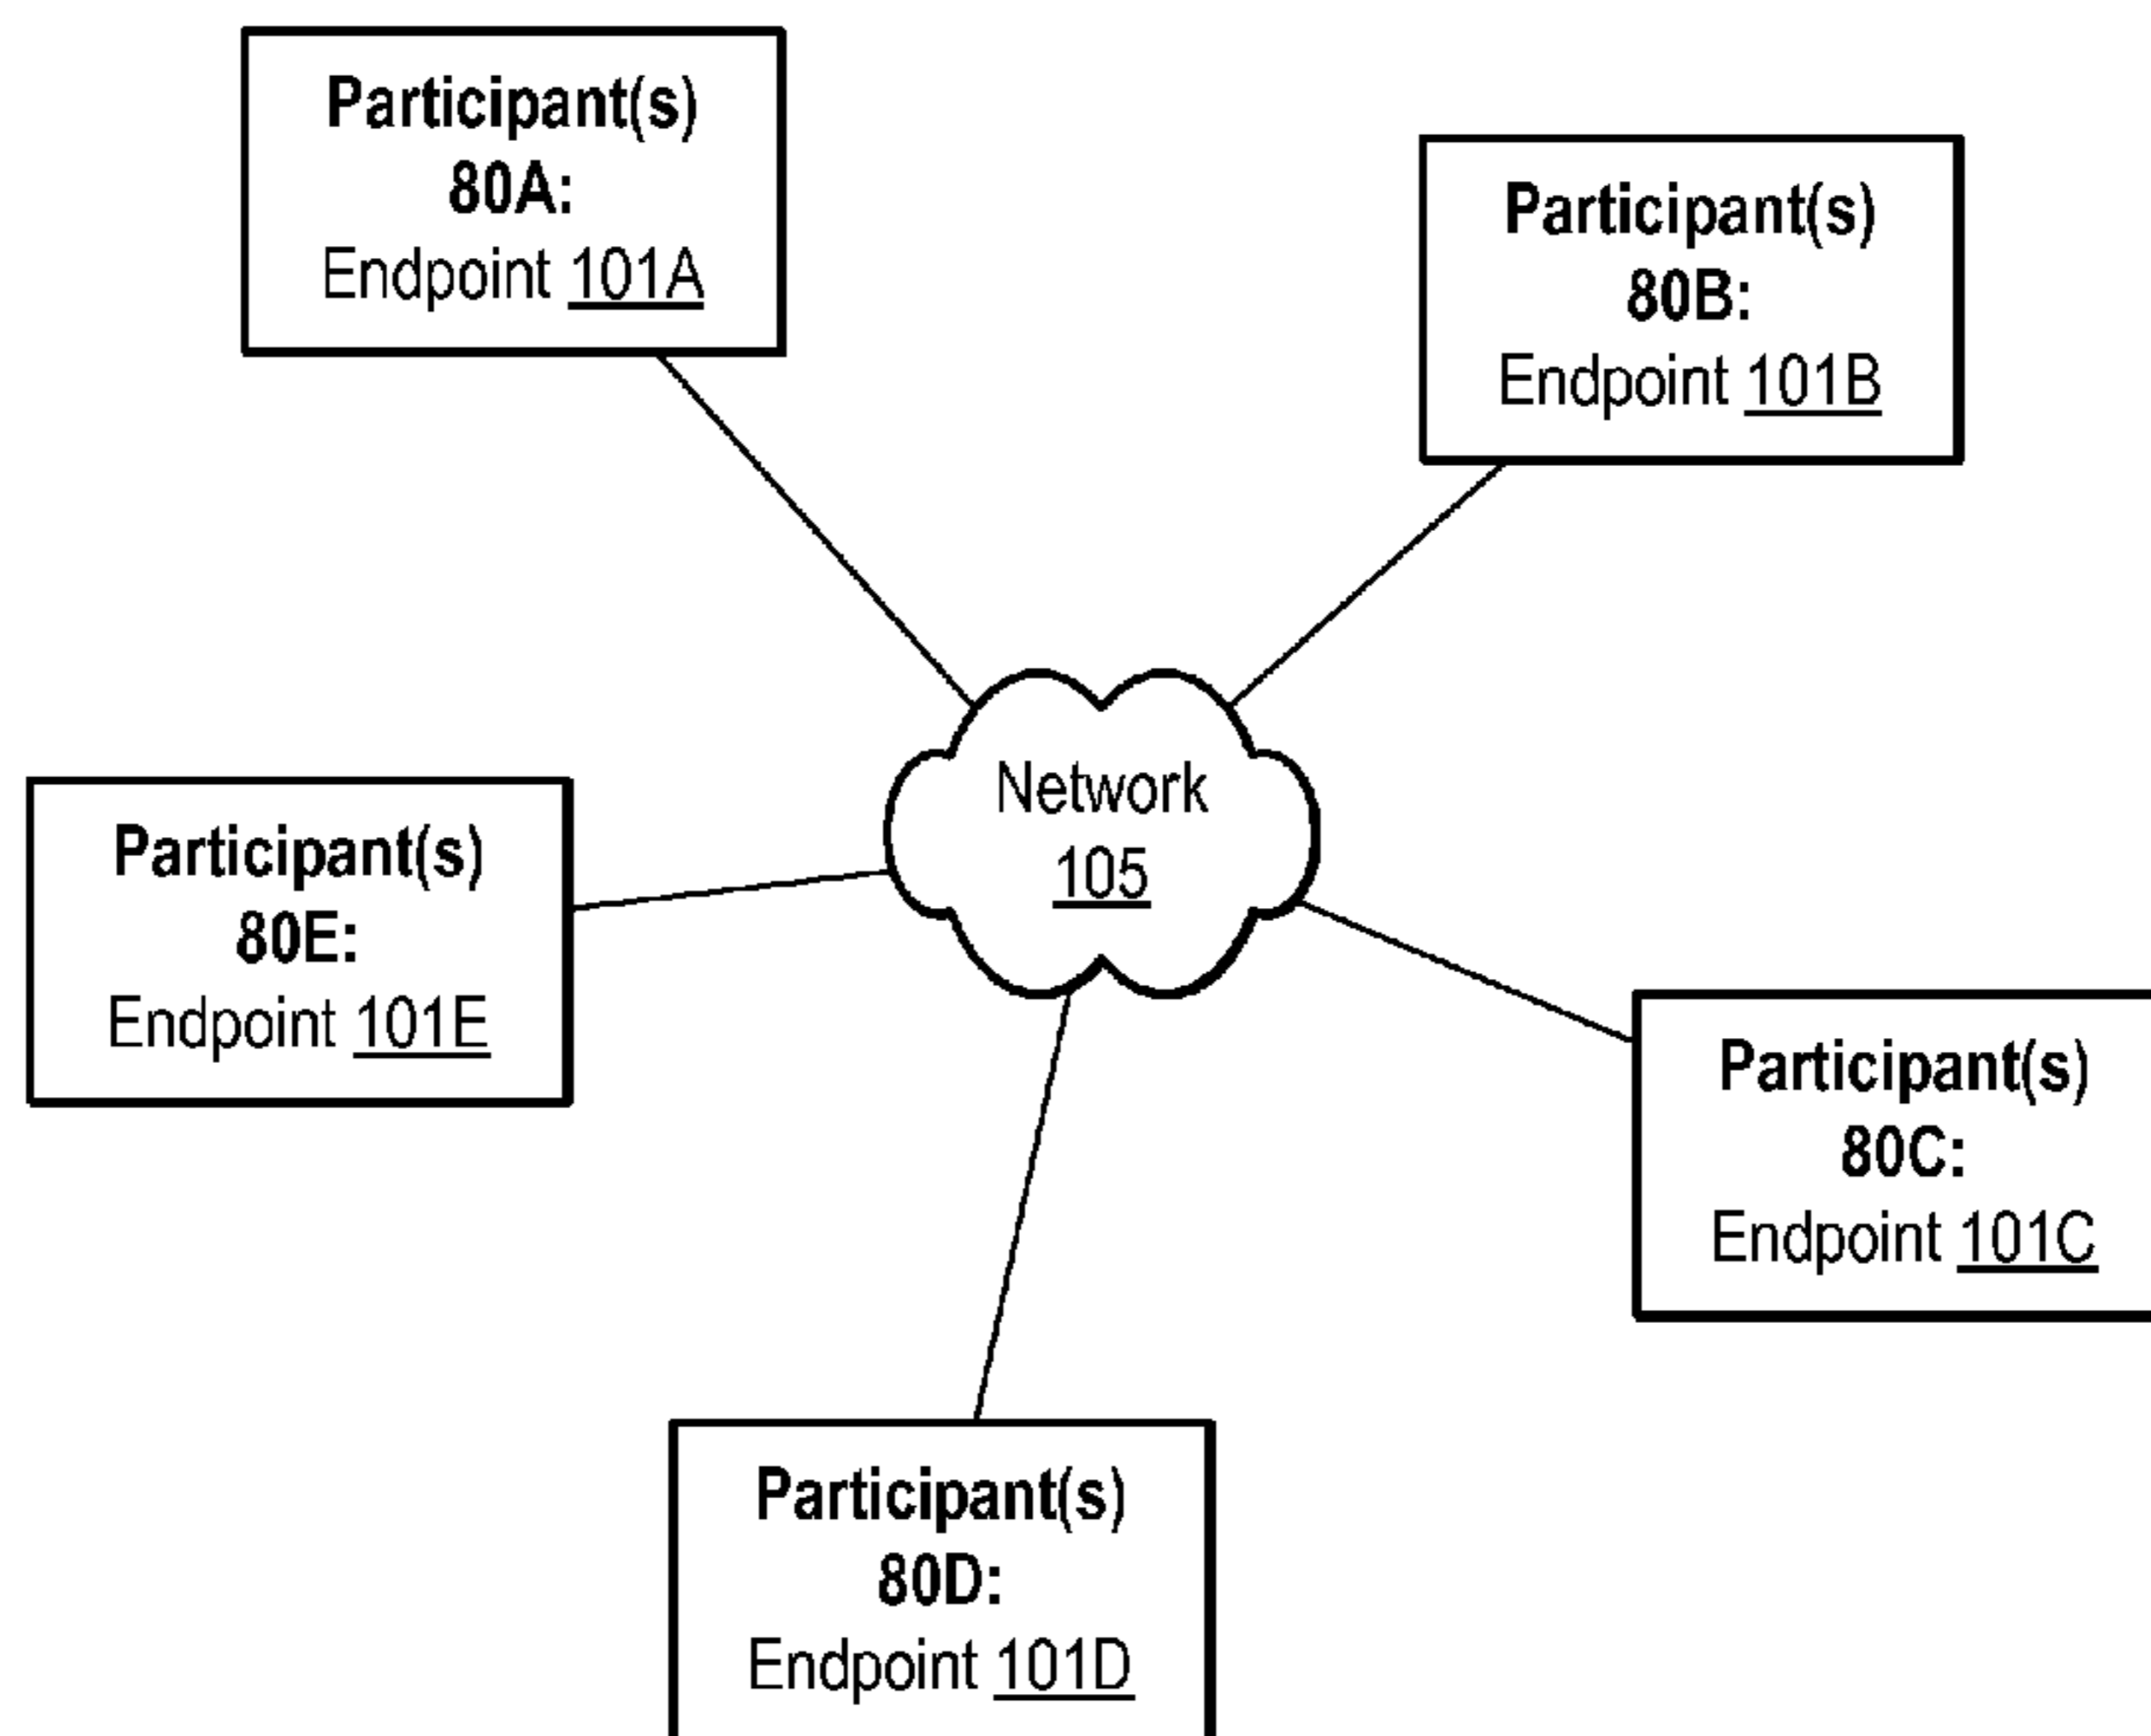 Participant(s)
80A:
Endpoint 101A
Participant(s)
80B:
Endpoint 101B
Network
105
Participant(s)
80E:
Endpoint 101E
Participant(s)
80C:
Endpoint 101C
Participant(s)
80D:
Endpoint 101D